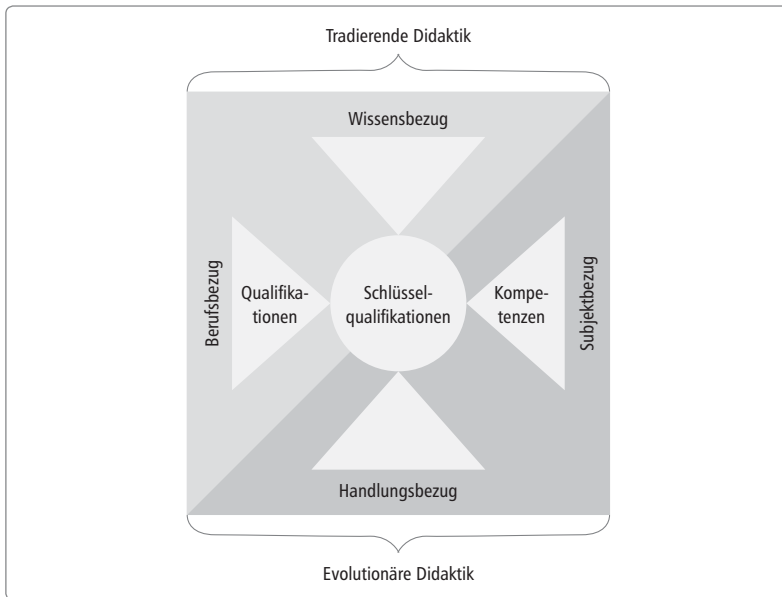 Tradierende Didaktik
Wissensbezug
Berufsbezug
Qualifika-
tionen
Schlüssel-
qualifikationen
Kompe-
tenzen
Subjektbezug
Handlungsbezug
Evolutionäre Didaktik